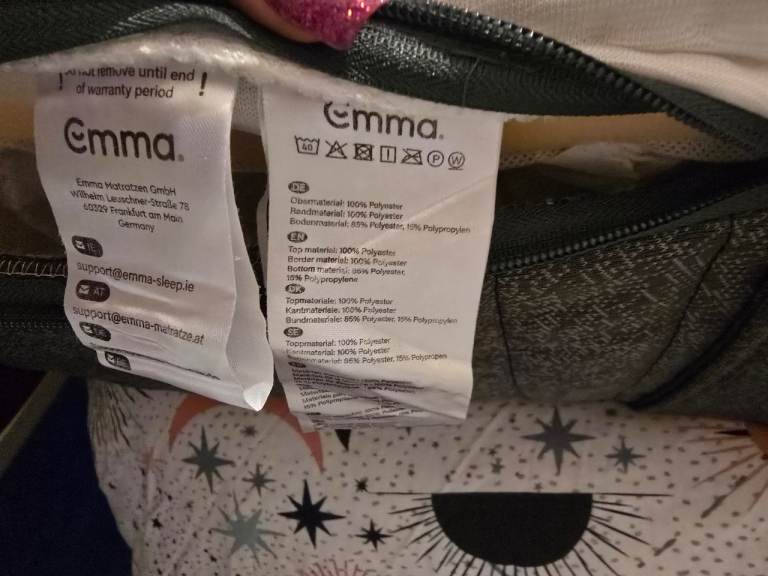 not remove until end
of warranty period !
emma.
Emma Matratzen GmbH
Wilhelm Leuschner-Straße 78
60329 Frankfurt am Main
Germany
IE
support@emma-sleep.ie
AT
support@emma-matratze.at
DE
emma.
40
P
W
DE
Obermaterial: 100% Polyester
Randmaterial: 100% Polyester
Bodenmaterial: 85% Polyester, 15% Polypropylen
EN
Top material: 100% Polyester
Border material: 100% Polyester
Bottom material: 85% Polyester,
15% Polypropylene
DK
Topmateriale: 100% Polyester
Kantmateriale: 100% Polyester
Bundmateriale: 85% Polyester, 15% Polypropylen
SE
Toppmaterial: 100% Polyester
Kantmaterial: 100% Polyester
85% Polyester, 15% Polypropen